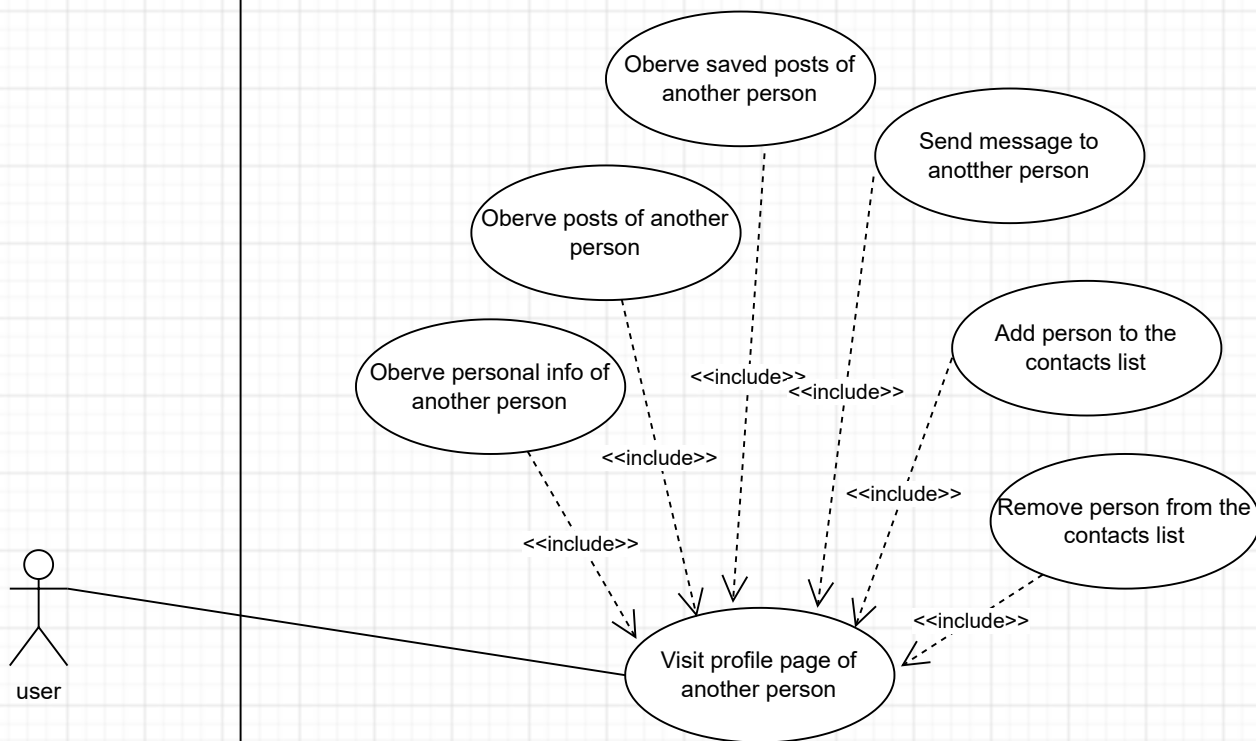 Oberve saved posts of
another person
Send message to
anotther person
Oberve posts of another
person
Add person to the
contacts list
Oberve personal info of
another person
<<include>>
<<include>>
<<include>>
<<include>>
Remove person from the
contacts list
<<include>>
<<include>>
Visit profile page of
another person
user